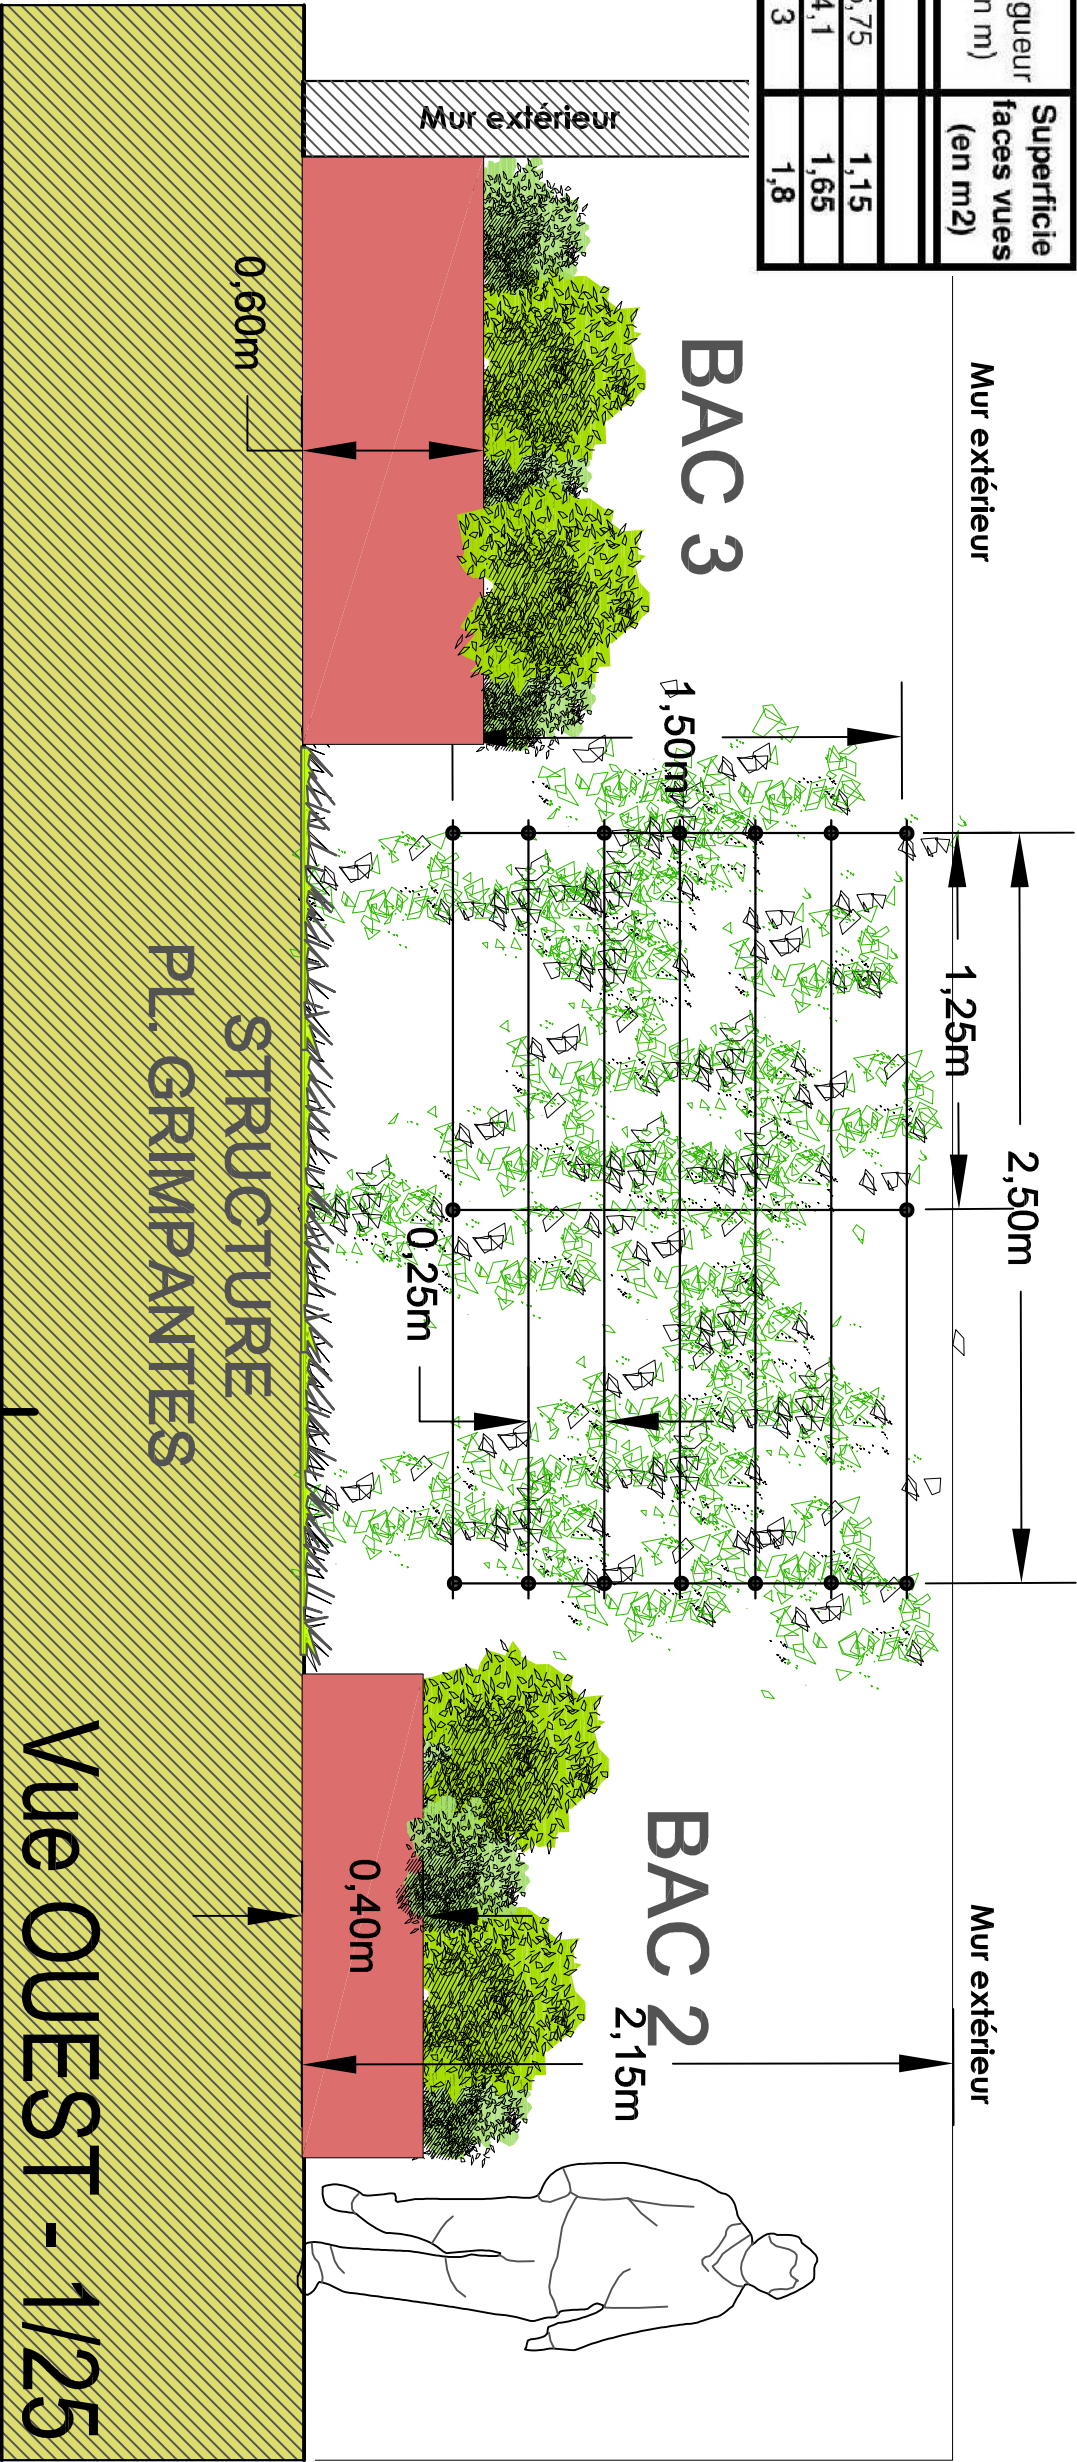 Superficie
gueur faces vues
n m) (en m2)
,75 1,15
4,1 1,65
3 1,8
Mur extérieur
Mur extérieur
Mur extérieur
2,50m
1,25m
BAC 3
BAC 2
1,50m
2,15m
0,25m
0,40m
0,60m
STRUCTURE
PL.GRIMPANTES
Vue OUEST - 1/25